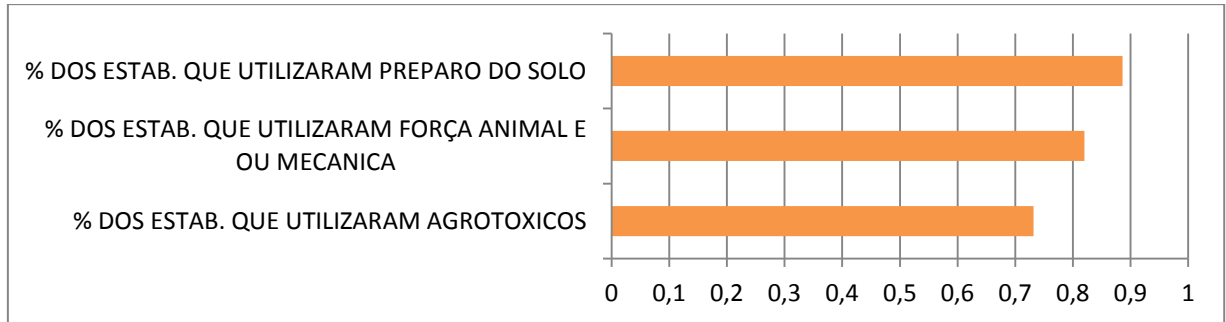 % DOS ESTAB. QUE UTILIZARAM PREPARO DO SOLO
% DOS ESTAB. QUE UTILIZARAM FORÇA ANIMAL E
OU MECANICA
% DOS ESTAB. QUE UTILIZARAM AGROTOXICOS
0 0,1 0,2 0,3 0,4 0,5 0,6 0,7 0,8 0,9 1